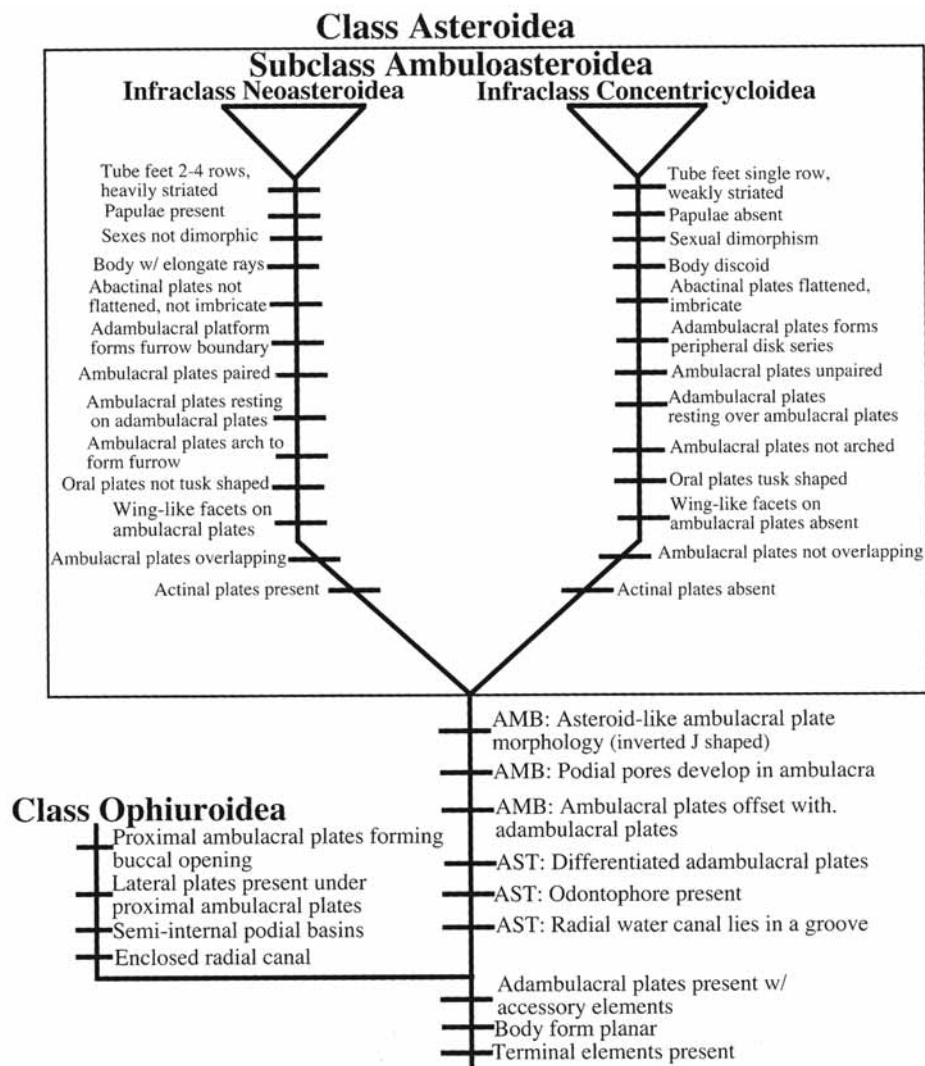 Class Asteroidea
Subclass Ambuloasteroidea
Infraclass Neoasteroidea
Infraclass Concentricycloidea
Tube feet 2-4 rows,
heavily striated
Papulae present
Sexes not dimorphic
Body w/ elongate rays
Abactinal plates not
flattened, not imbricate
Adambulacral platform
forms furrow boundary
Ambulacral plates paired
Ambulacral plates resting
on adambulacral plates
Ambulacral plates arch to
form furrow
Oral plates not tusk shaped
Wing-like facets on
ambulacral plates
Ambulacral plates overlapping
Actinal plates present
Tube feet single row,
weakly striated
Papulae absent
Sexual dimorphism
Body discoid
Abactinal plates flattened,
imbricate
Adambulacral plates forms
peripheral disk series
Ambulacral plates unpaired
Adambulacral plates
resting over ambulacral plates
Ambulacral plates not arched
Oral plates tusk shaped
Wing-like facets on
ambulacral plates absent
Ambulacral plates not overlapping
Actinal plates absent
AMB: Asteroid-like ambulacral plate
morphology (inverted J shaped)
AMB: Podial pores develop in ambulacra
AMB: Ambulacral plates offset with.
adambulacral plates
AST: Differentiated adambulacral plates
AST: Odontophore present
AST: Radial water canal lies in a groove
Class Ophiuroidea
Proximal ambulacral plates forming
buccal opening
Lateral plates present under
proximal ambulacral plates
Semi-internal podial basins
Enclosed radial canal
Adambulacral plates present w/
accessory elements
Body form planar
Terminal elements present